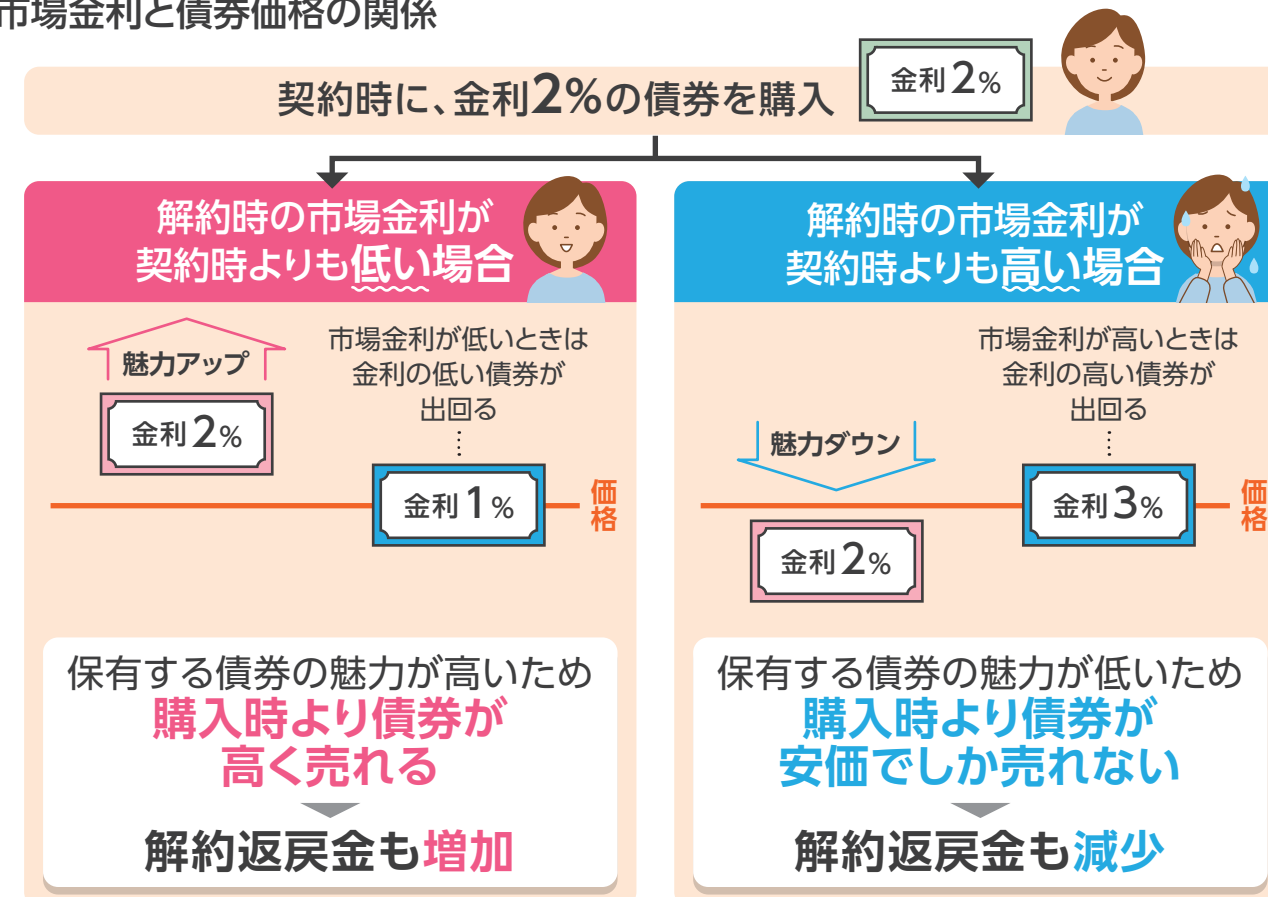 市場金利と債券価格の関係
契約時に、金利2%の債券を購入
金利2%
解約時の市場金利が
契約時よりも低い場合
魅力アップ
金利2%
市場金利が低いときは
金利の低い債券が
出回る
金利1%
価格
保有する債券の魅力が高いため
購入時より債券が
高く売れる
解約返戻金も増加
解約時の市場金利が
契約時よりも高い場合
市場金利が高いときは
金利の高い債券が
出回る
魅力ダウン
金利3%
価格
金利2%
保有する債券の魅力が低いため
購入時より債券が
安価でしか売れない
解約返戻金も減少